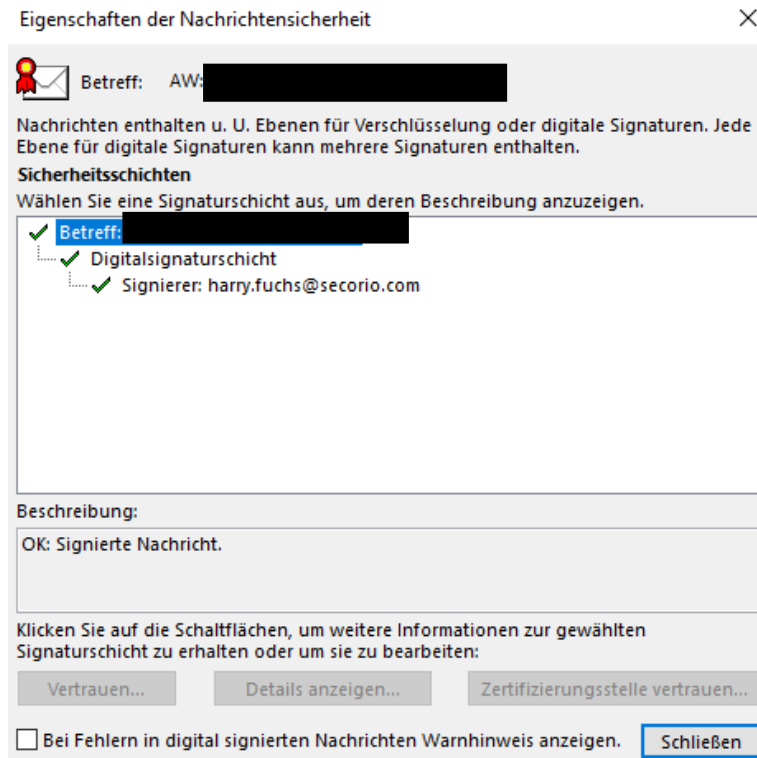 Eigenschaften der Nachrichtensicherheit
Betreff: AW:
Nachrichten enthalten u. U. Ebenen für Verschlüsselung oder digitale Signaturen. Jede
Ebene für digitale Signaturen kann mehrere Signaturen enthalten.
Sicherheitsschichten
Wählen Sie eine Signaturschicht aus, um deren Beschreibung anzuzeigen.
Betreff:
Digitalsignaturschicht
Signierer: harry.fuchs@secorio.com
Beschreibung:
OK: Signierte Nachricht.
Klicken Sie auf die Schaltflächen, um weitere Informationen zur gewählten
Signaturschicht zu erhalten oder um sie zu bearbeiten:
Vertrauen... Details anzeigen... Zertifizierungsstelle vertrauen...
Bei Fehlern in digital signierten Nachrichten Warnhinweis anzeigen. Schließen